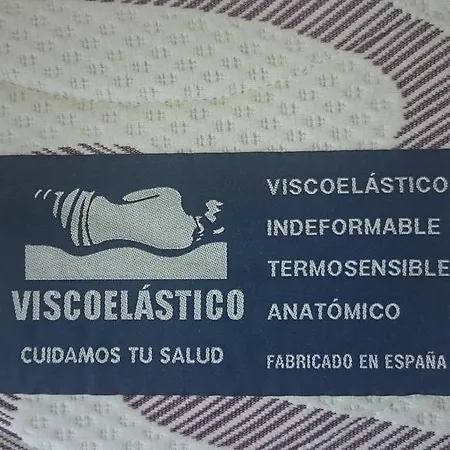 VISCOELÁSTICO
CUIDAMOS TU SALUD
VISCOELÁSTICO
INDEFORMABLE
TERMOSENSIBLE
ANATÓMICO
FABRICADO EN ESPAÑA